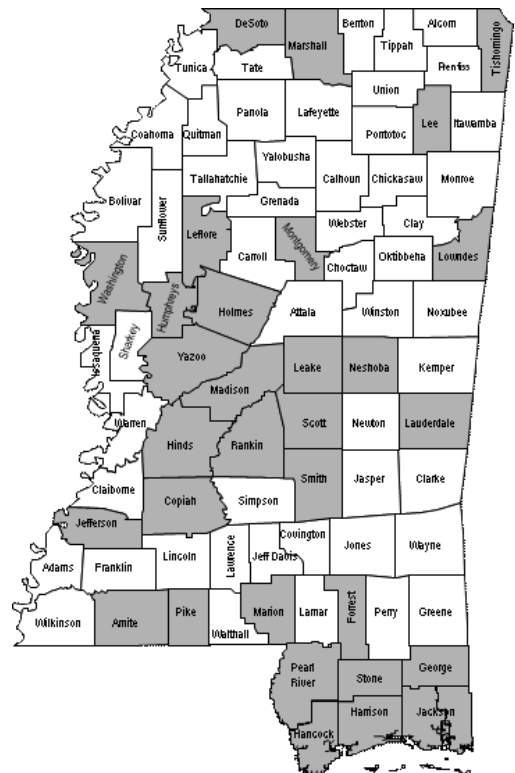 DeSoto
Marshall
Benton
Tippah
Alcorn
Tishomingo
Tunica
Tate
Prentiss
Union
Panola
Lafeyette
Lee
Itawamba
Coahoma
Quitman
Pontotoc
Yalobusha
Tallahatchie
Calhoun
Chickasaw
Monroe
Bolivar
Sunflower
Grenada
Leflore
Webster
Clay
Carroll
Montgomery
Choctaw
Oktibbeha
Lowndes
Washington
Humphreys
Holmes
Attala
Winston
Noxubee
Issaquena
Sharkey
Yazoo
Leake
Neshoba
Kemper
Madison
Warren
Hinds
Rankin
Scott
Newton
Lauderdale
Claiborne
Copiah
Simpson
Smith
Jasper
Clarke
Jefferson
Adams
Franklin
Lincoln
Lawrence
Jeff Davis
Covington
Jones
Wayne
Wilkinson
Amite
Pike
Walthall
Marion
Lamar
Forrest
Perry
Greene
Pearl
River
Stone
George
Hancock
Harrison
Jackson